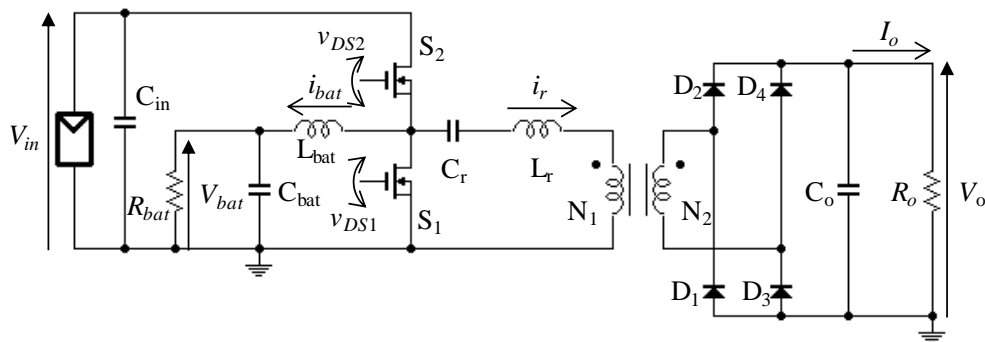 I_o
v_DS2
S_2
C_in
i_bat
i_r
D_2
D_4
V_in
L_bat
C_r
L_r
R_bat
V_bat
C_bat
v_DS1
S_1
N_1
N_2
C_o
R_o
V_o
D_1
D_3